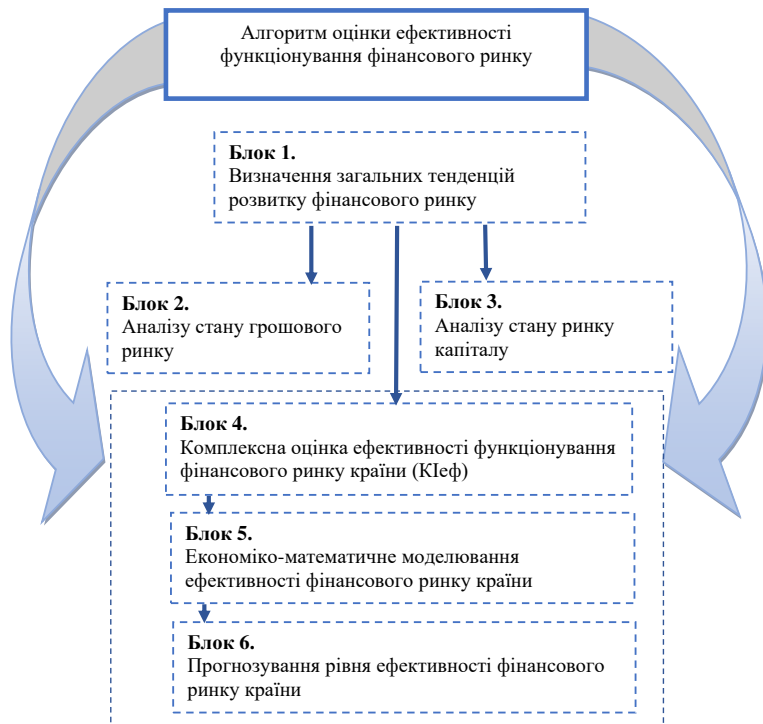 Алгоритм оцінки ефективності
функціонування фінансового ринку
Блок 1.
Визначення загальних тенденцій
розвитку фінансового ринку
Блок 2.
Аналізу стану грошового
ринку
Блок 3.
Аналізу стану ринку
капіталу
Блок 4.
Комплексна оцінка ефективності функціонування
фінансового ринку країни (КІеф)
Блок 5.
Економіко-математичне моделювання
ефективності фінансового ринку країни
Блок 6.
Прогнозування рівня ефективності фінансового
ринку країни